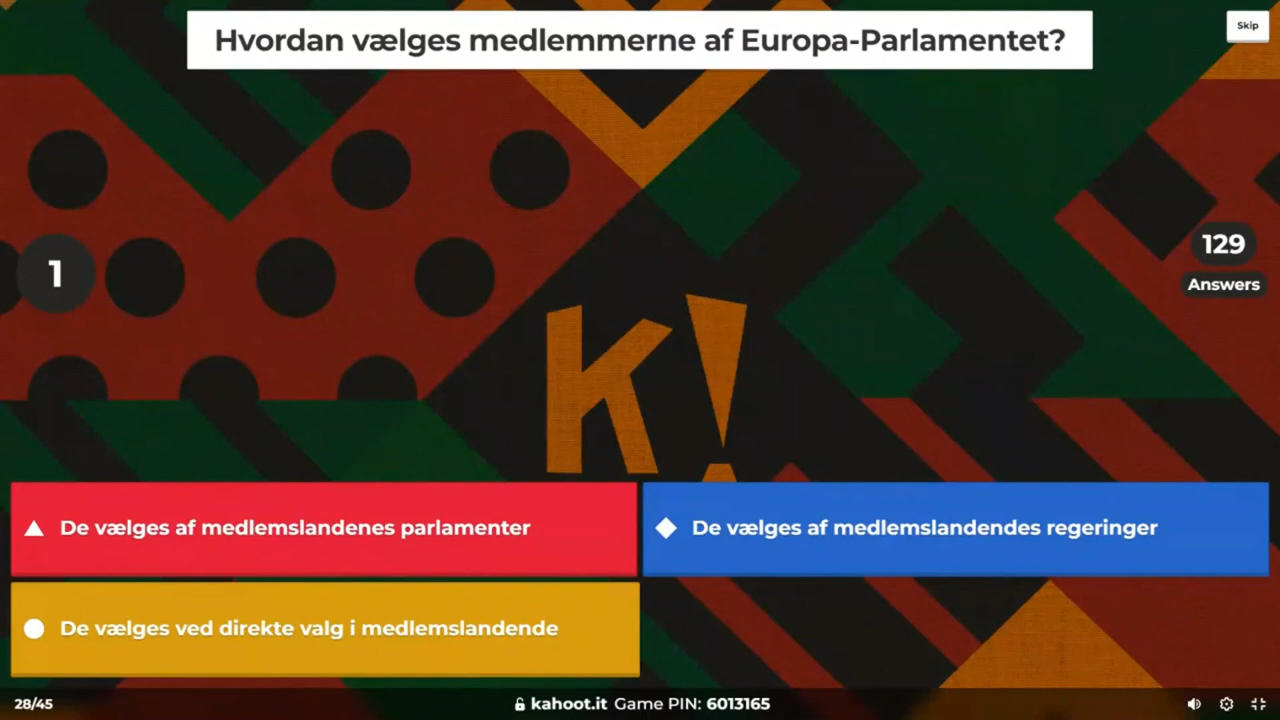 Hvordan vælges medlemmerne af Europa-Parlamentet?
Skip
1
129
Answers
K!
De vælges af medlemslandenes parlamenter
De vælges af medlemslandendes regeringer
De vælges ved direkte valg i medlemslandende
28/45
kahoot.it Game PIN: 6013165